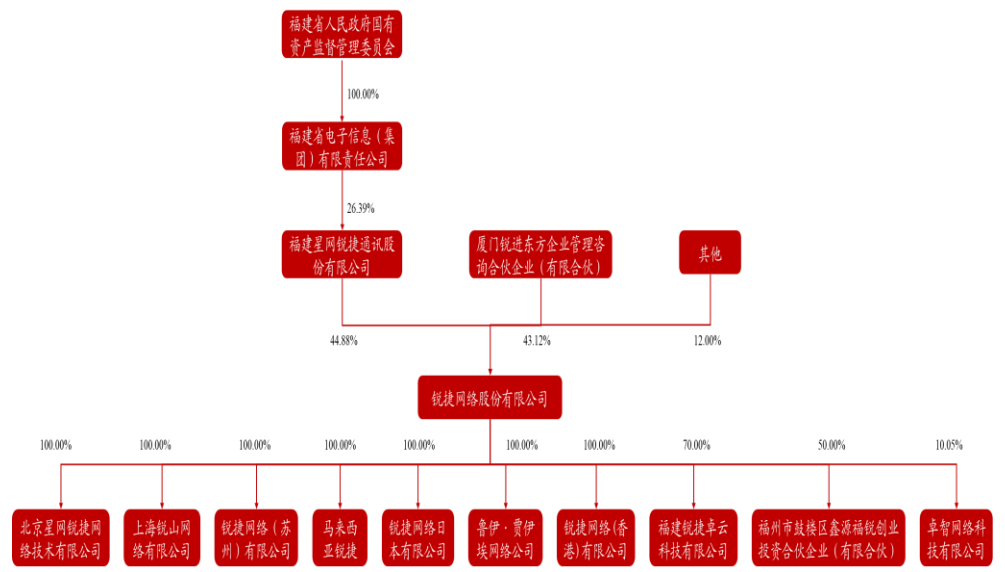 福建省人民政府国有
资产监督管理委员会
100.00%
福建省电子信息（集
团）有限责任公司
26.39%
福建星网锐捷通讯股
份有限公司
厦门锐进东方企业管理咨
询合伙企业（有限合伙）
其他
44.88%
43.12%
12.00%
锐捷网络股份有限公司
100.00%
100.00%
100.00%
100.00%
100.00%
100.00%
100.00%
70.00%
50.00%
10.05%
北京星网锐捷网
络技术有限公司
上海锐山网
络有限公司
锐捷网络（苏
州）有限公司
马来西
亚锐捷
锐捷网络日
本有限公司
鲁伊·贾伊
埃网络公司
锐捷网络(香
港)有限公司
福建锐捷卓云
科技有限公司
福州市鼓楼区鑫源福锐创业
投资合伙企业（有限合伙）
卓智网络科
技有限公司